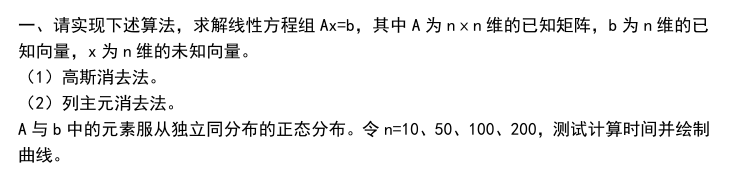 一、请实现下述算法，求解线性方程组 Ax=b，其中 A 为 n×n 维的已知矩阵，b 为 n 维的已
知向量，x 为 n 维的未知向量。
（1）高斯消去法。
（2）列主元消去法。
A 与 b 中的元素服从独立同分布的正态分布。令 n=10、50、100、200，测试计算时间并绘制
曲线。